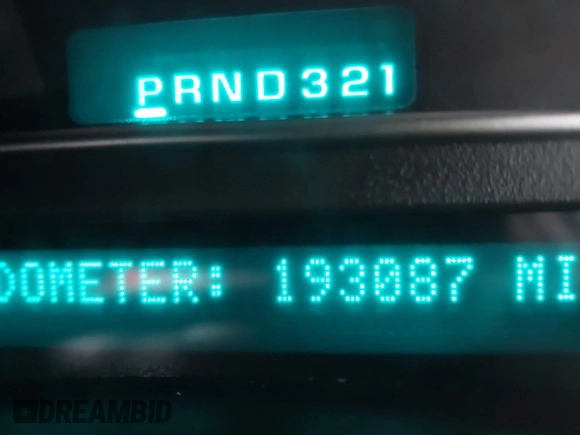 PRND321
DOMETER: 193087 MI
DREAMBID